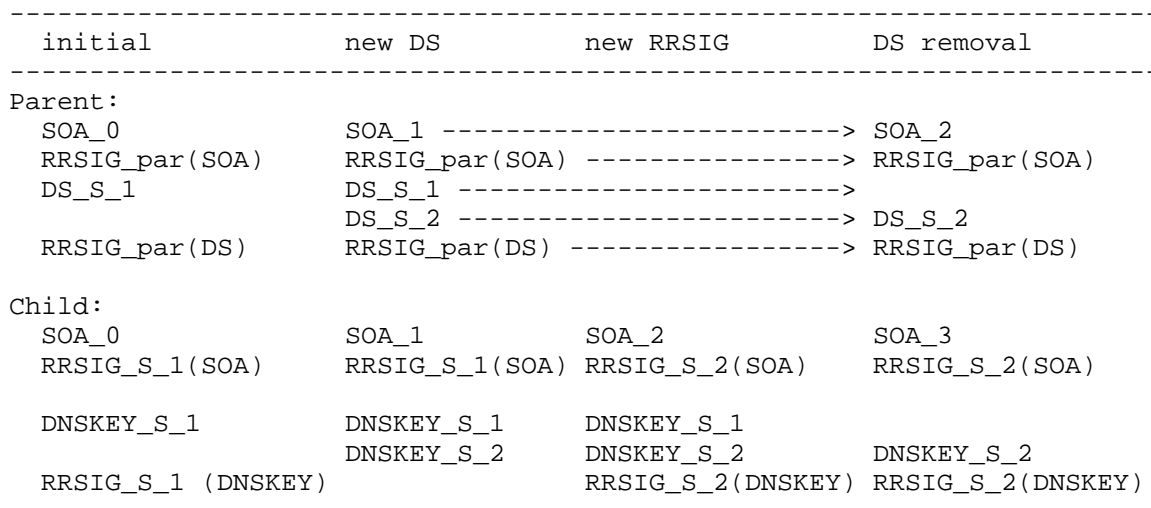 ------------------------------------------------------------------------
initial new DS new RRSIG DS removal
------------------------------------------------------------------------
Parent:
SOA_0 SOA_1 -------------------------> SOA_2
RRSIG_par(SOA) RRSIG_par(SOA) ----------------> RRSIG_par(SOA)
DS_S_1 DS_S_1 ------------------------>
DS_S_2 ------------------------> DS_S_2
RRSIG_par(DS) RRSIG_par(DS) -----------------> RRSIG_par(DS)
Child:
SOA_0 SOA_1 SOA_2 SOA_3
RRSIG_S_1(SOA) RRSIG_S_1(SOA) RRSIG_S_2(SOA) RRSIG_S_2(SOA)
DNSKEY_S_1 DNSKEY_S_1 DNSKEY_S_1
DNSKEY_S_2 DNSKEY_S_2 DNSKEY_S_2
RRSIG_S_1 (DNSKEY) RRSIG_S_2(DNSKEY) RRSIG_S_2(DNSKEY)